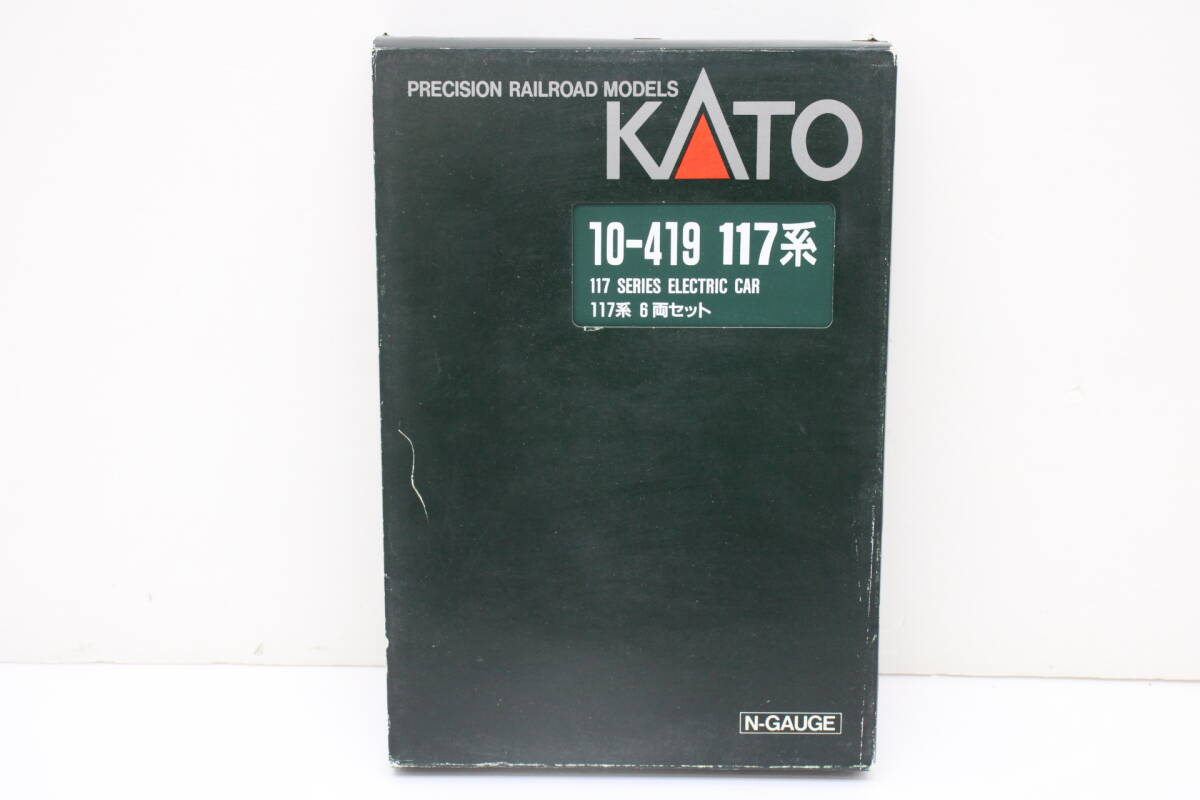 PRECISION RAILROAD MODELS
KATO
10-419 117系
117 SERIES ELECTRIC CAR
117系 6両セット
N-GAUGE